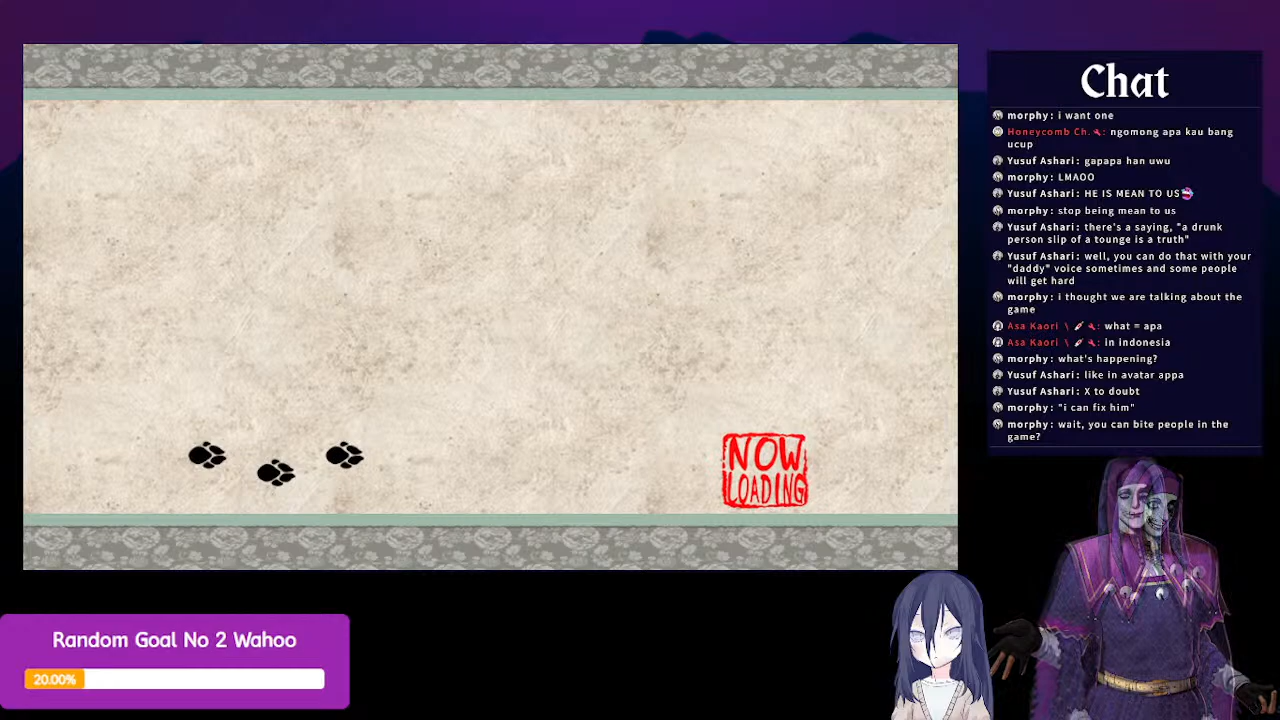 Chat
morphy: i want one
Honeycomb Ch. : ngomong apa kau bang
ucup
Yusuf Ashari: gapapa han uwu
morphy: LMAOO
Yusuf Ashari: HE IS MEAN TO US
morphy: stop being mean to us
Yusuf Ashari: there's a saying, "a drunk
person slip of a tounge is a truth"
Yusuf Ashari: well, you can do that with your
"daddy" voice sometimes and some people
will get hard
morphy: i thought we are talking about the
game
Asa Kaori \ : what = apa
Asa Kaori \ : in indonesia
morphy: what's happening?
Yusuf Ashari: like in avatar appa
Yusuf Ashari: X to doubt
morphy: "i can fix him"
morphy: wait, you can bite people in the
game?
NOW
LOADING
Random Goal No 2 Wahoo
20.00%